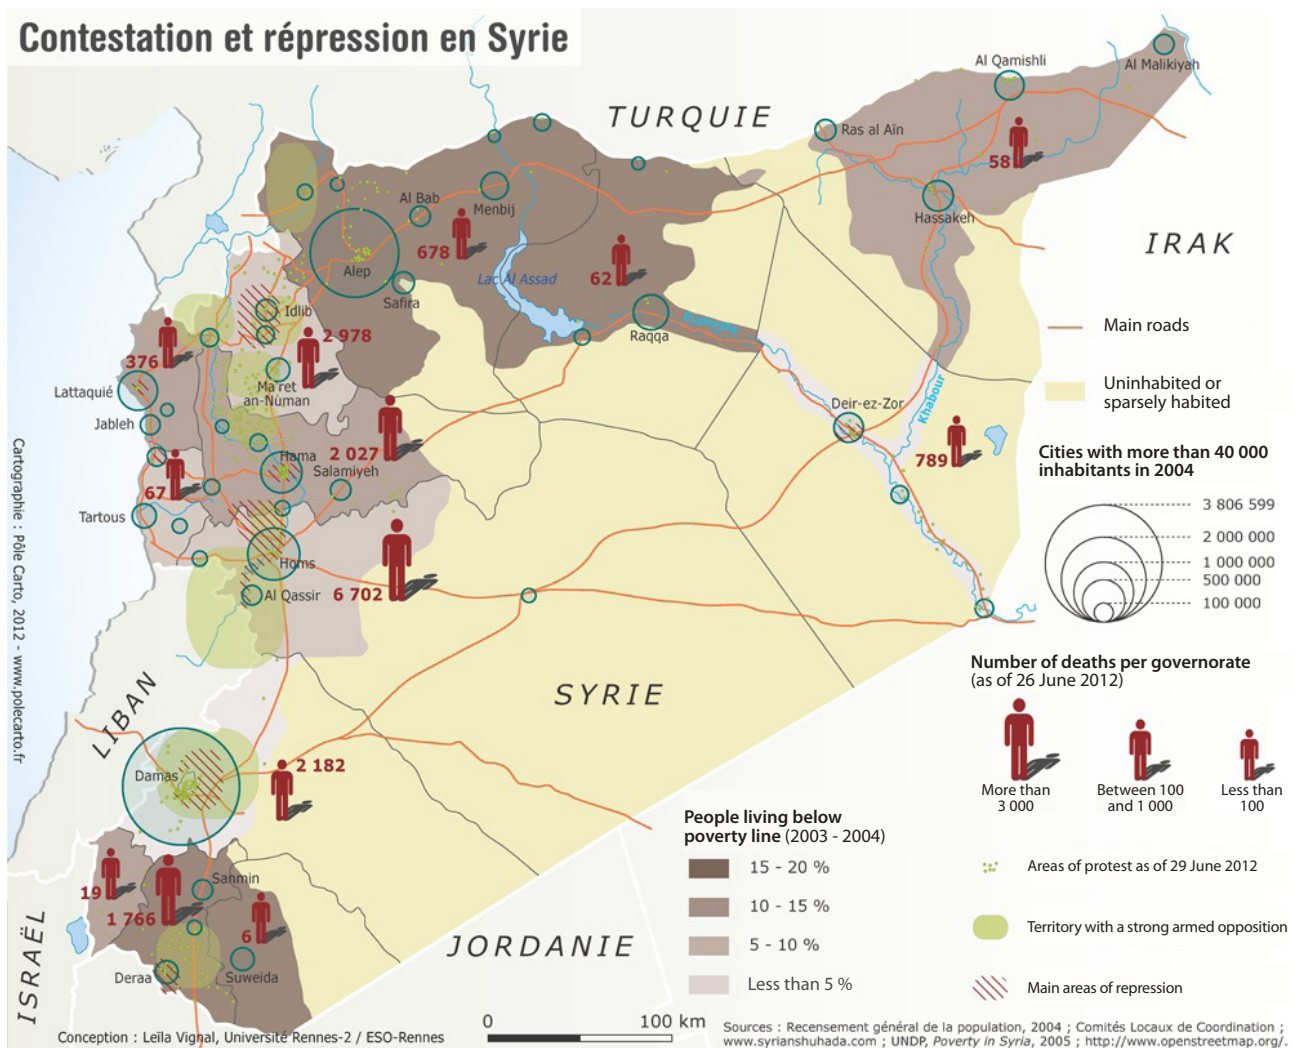 Contestation et répression en Syrie
TURQUIE
Al Qamishli
Al Malikiyah
Ras al Aïn
58
Hassakeh
IRAK
Al Bab
Menbij
678
Alep
Safira
Lac Al Assad
62
Raqqa
Euphrate
Idlib
2 978
376
Lattaquié
Ma'ret
an-Numan
Jableh
Hama
2 027
Salamiyeh
67
Tartous
Homs
Al Qassir
6 702
Deir-ez-Zor
Khabour
789
SYRIE
LIBAN
Damas
2 182
19
1 766
Sanmin
6
Deraa
Suweida
ISRAËL
JORDANIE
Main roads
Uninhabited or
sparsely habited
Cities with more than 40 000
inhabitants in 2004
3 806 599
2 000 000
1 000 000
500 000
100 000
Number of deaths per governorate
(as of 26 June 2012)
More than
3 000
Between 100
and 1 000
Less than
100
People living below
poverty line (2003 - 2004)
15 - 20 %
10 - 15 %
5 - 10 %
Less than 5 %
Areas of protest as of 29 June 2012
Territory with a strong armed opposition
Main areas of repression
0 100 km
Cartographie : Pôle Carto, 2012 - www.polecarto.fr
Conception : Leïla Vignal, Université Rennes-2 / ESO-Rennes
Sources : Recensement général de la population, 2004 ; Comités Locaux de Coordination ;
www.syrianshuhada.com ; UNDP, Poverty in Syria, 2005 ; http://www.openstreetmap.org/.